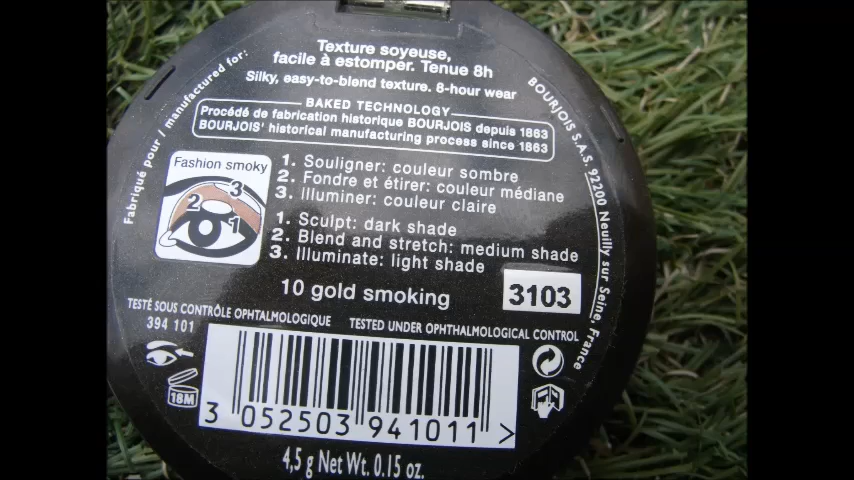 Texture soyeuse,
facile à estomper. Tenue 8h
Silky, easy-to-blend texture. 8-hour wear
BAKED TECHNOLOGY
Procédé de fabrication historique BOURJOIS depuis 1863
BOURJOIS' historical manufacturing process since 1863
Fabriqué pour / manufactured for:
BOURJOIS S.A.S. 92200 Neuilly sur Seine, France
Fashion smoky
3
2
1
1. Souligner: couleur sombre
2. Fondre et étirer: couleur médiane
3. Illuminer: couleur claire
1. Sculpt: dark shade
2. Blend and stretch: medium shade
3. Illuminate: light shade
10 gold smoking
3103
TESTÉ SOUS CONTRÔLE OPHTALMOLOGIQUE TESTED UNDER OPHTHALMOLOGICAL CONTROL
394 101
18M
3 052503 941011 >
4,5 g Net Wt. 0.15 oz.